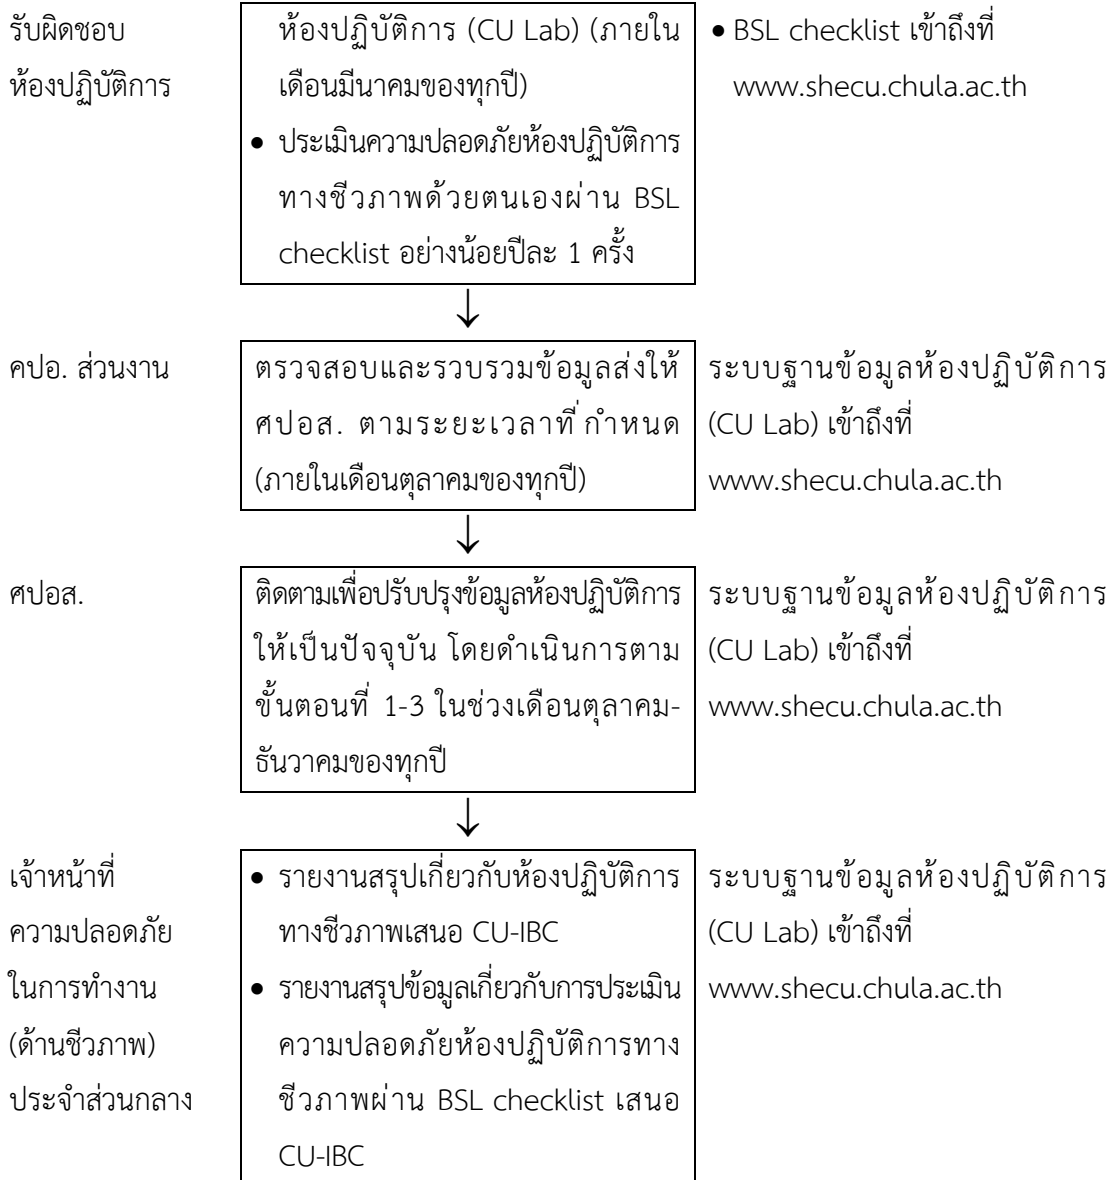 รับผิดชอบ
ห้องปฏิบัติการ
ห้องปฏิบัติการ (CU Lab) (ภายใน
เดือนมีนาคมของทุกปี)
• ประเมินความปลอดภัยห้องปฏิบัติการ
ทางชีวภาพด้วยตนเองผ่าน BSL
checklist อย่างน้อยปีละ 1 ครั้ง
• BSL checklist เข้าถึงที่
www.shecu.chula.ac.th
↓
คปอ. ส่วนงาน
ตรวจสอบและรวบรวมข้อมูลส่งให้
ศปอส. ตามระยะเวลาที่กำหนด
(ภายในเดือนตุลาคมของทุกปี)
ระบบฐานข้อมูลห้องปฏิบัติการ
(CU Lab) เข้าถึงที่
www.shecu.chula.ac.th
↓
ศปอส.
ติดตามเพื่อปรับปรุงข้อมูลห้องปฏิบัติการ
ให้เป็นปัจจุบัน โดยดำเนินการตาม
ขั้นตอนที่ 1-3 ในช่วงเดือนตุลาคม-
ธันวาคมของทุกปี
ระบบฐานข้อมูลห้องปฏิบัติการ
(CU Lab) เข้าถึงที่
www.shecu.chula.ac.th
↓
เจ้าหน้าที่
ความปลอดภัย
ในการทำงาน
(ด้านชีวภาพ)
ประจำส่วนกลาง
• รายงานสรุปเกี่ยวกับห้องปฏิบัติการ
ทางชีวภาพเสนอ CU-IBC
• รายงานสรุปข้อมูลเกี่ยวกับการประเมิน
ความปลอดภัยห้องปฏิบัติการทาง
ชีวภาพผ่าน BSL checklist เสนอ
CU-IBC
ระบบฐานข้อมูลห้องปฏิบัติการ
(CU Lab) เข้าถึงที่
www.shecu.chula.ac.th